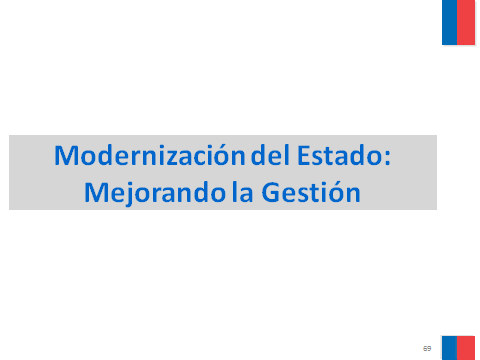 Modernización del Estado:
Mejorando la Gestión
69